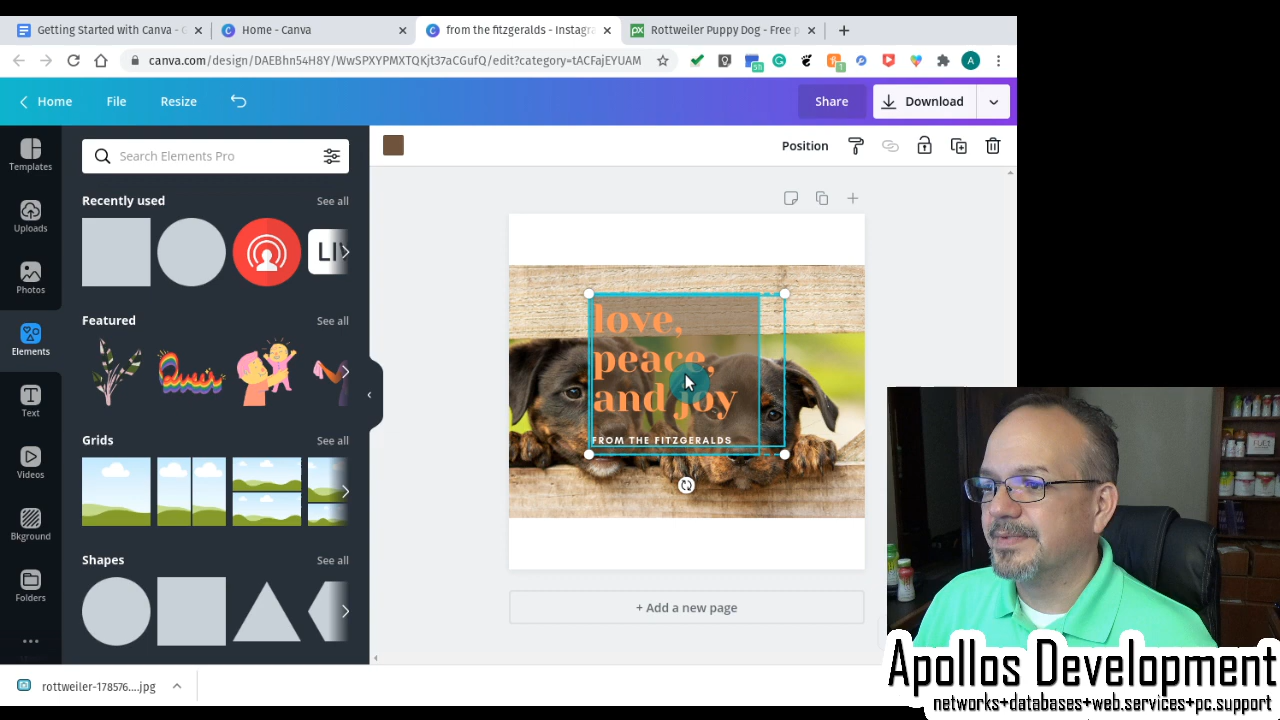 Getting Started with Canva - G
Home - Canva
from the fitzgeralds - Instagra
Rottweiler Puppy Dog - Free p
canva.com/design/DAEBhn54H8Y/WwSPXYPMXTQKjt37aCGufQ/edit?category=tACFajEYUAM
A
Home
File
Resize
Share
Download
Templates
Uploads
Photos
Elements
Text
Videos
Bkground
Folders
Search Elements Pro
Recently used
See all
Featured
See all
Grids
See all
Shapes
See all
Position
love,
peace,
and joy
FROM THE FITZGERALDS
+ Add a new page
rottweiler-178576....jpg
Apollos Development
networks+databases+web.services+pc.support